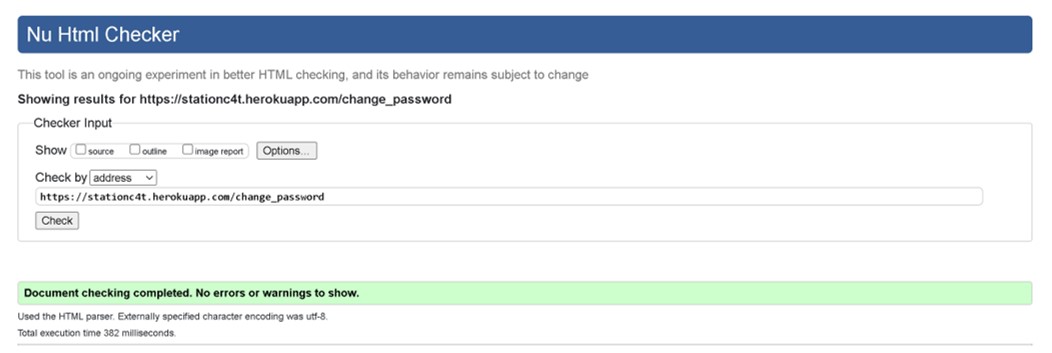 Nu Html Checker
This tool is an ongoing experiment in better HTML checking, and its behavior remains subject to change
Showing results for https://stationc4t.herokuapp.com/change_password
Checker Input
Show source outline image report Options...
Check by address
https://stationc4t.herokuapp.com/change_password
Check
Document checking completed. No errors or warnings to show.
Used the HTML parser. Externally specified character encoding was utf-8.
Total execution time 382 milliseconds.